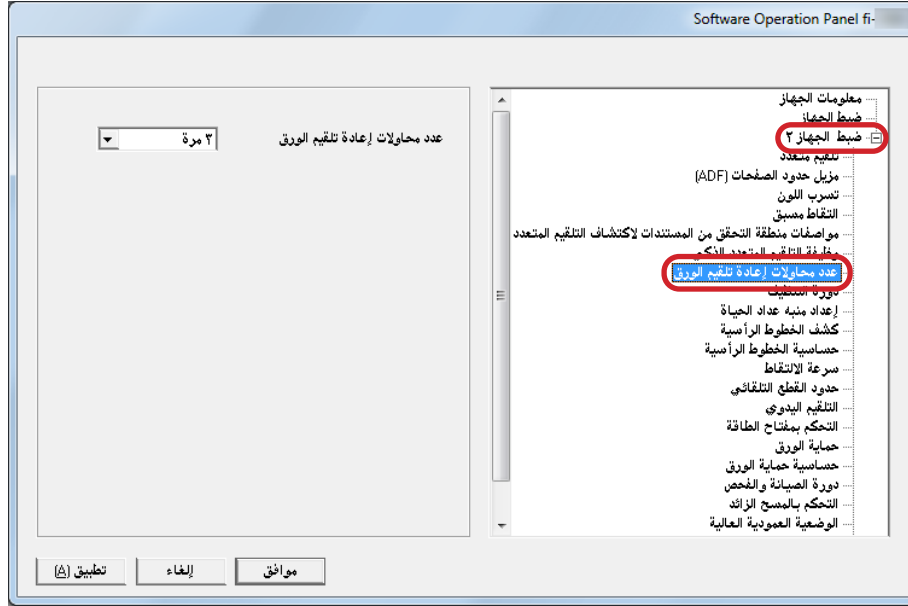 Software Operation Panel fi-
معلومات الجهاز
ضبط الجهاز
ضبط الجهاز ٢
تلقيم متعدد
مزيل حدود الصفحات (ADF)
تسرب اللون
التقاط مسبق
مواصفات منطقة التحقق من المستندات لاكتشاف التلقيم المتعدد
وظيفة التلقيم المتعدد الذكي
عدد محاولات إعادة تلقيم الورق
دورة التنظيف
إعداد منبه عداد الحياة
كشف الخطوط الرأسية
حساسية الخطوط الرأسية
سرعة الالتقاط
حدود القطع التلقائي
التلقيم اليدوي
التحكم بمفتاح الطاقة
حماية الورق
حساسية حماية الورق
دورة الصيانة والفحص
التحكم بالمسح الزائد
الوضعية العمودية العالية
عدد محاولات إعادة تلقيم الورق
٣ مرة
موافق
إلغاء
تطبيق (A)